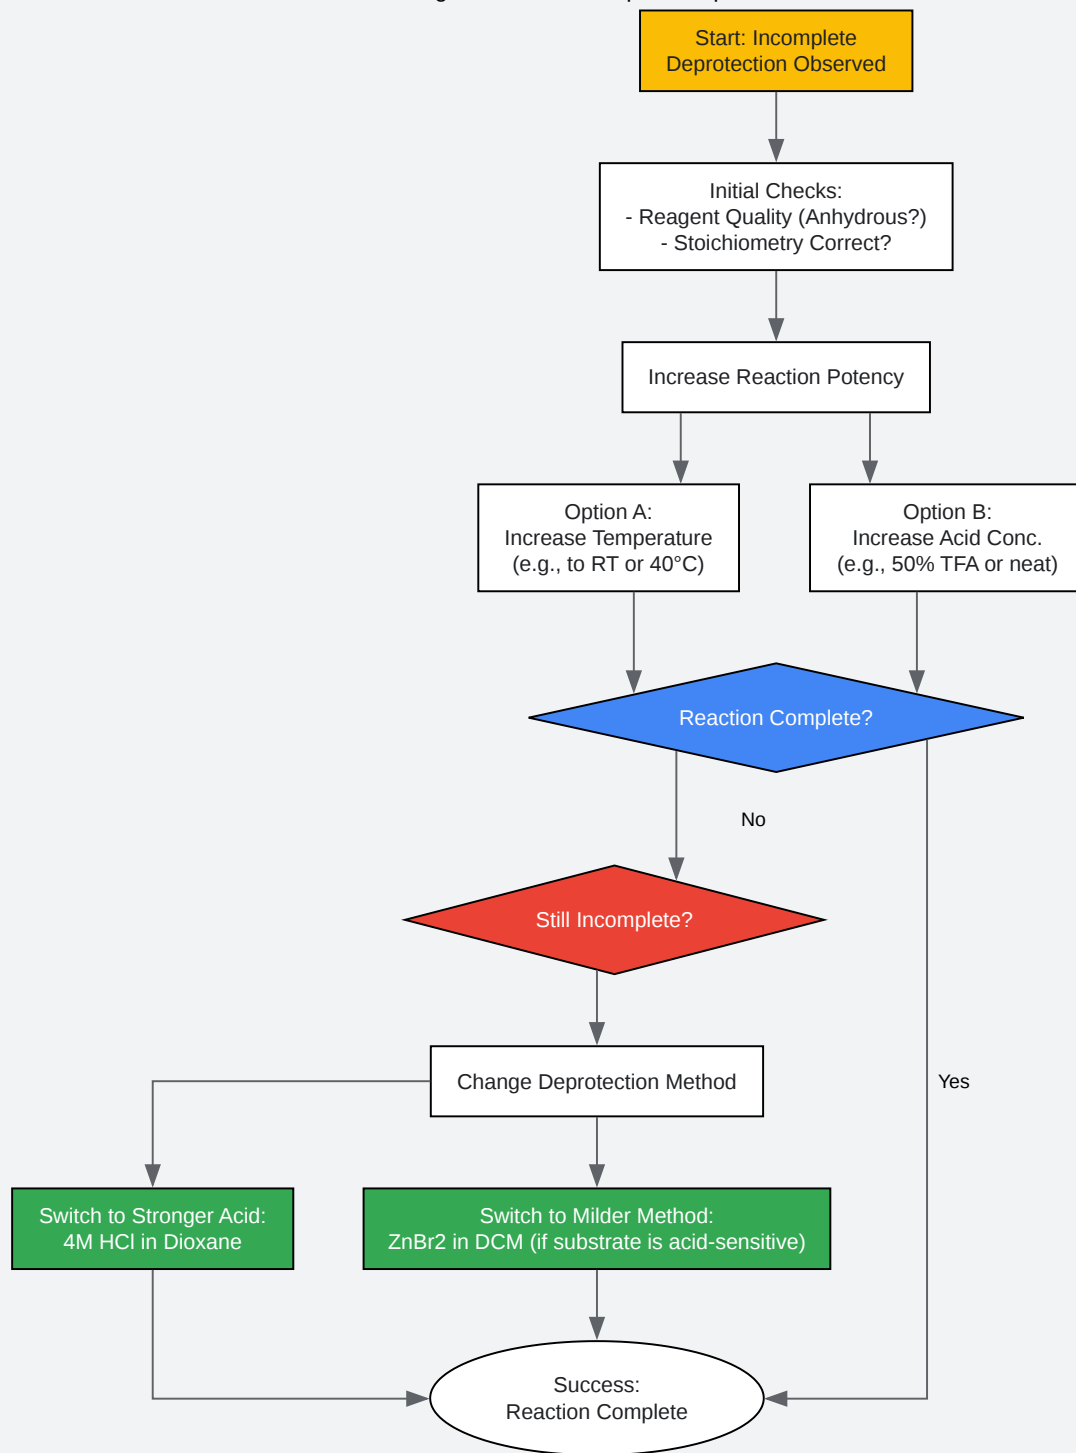 Start: Incomplete
Deprotection Observed
Initial Checks:
- Reagent Quality (Anhydrous?)
- Stoichiometry Correct?
Increase Reaction Potency
Option A:
Increase Temperature
(e.g., to RT or 40°C)
Option B:
Increase Acid Conc.
(e.g., 50% TFA or neat)
Reaction Complete?
No
Still Incomplete?
Change Deprotection Method
Yes
Switch to Stronger Acid:
4M HCl in Dioxane
Switch to Milder Method:
ZnBr2 in DCM (if substrate is acid-sensitive)
Success:
Reaction Complete